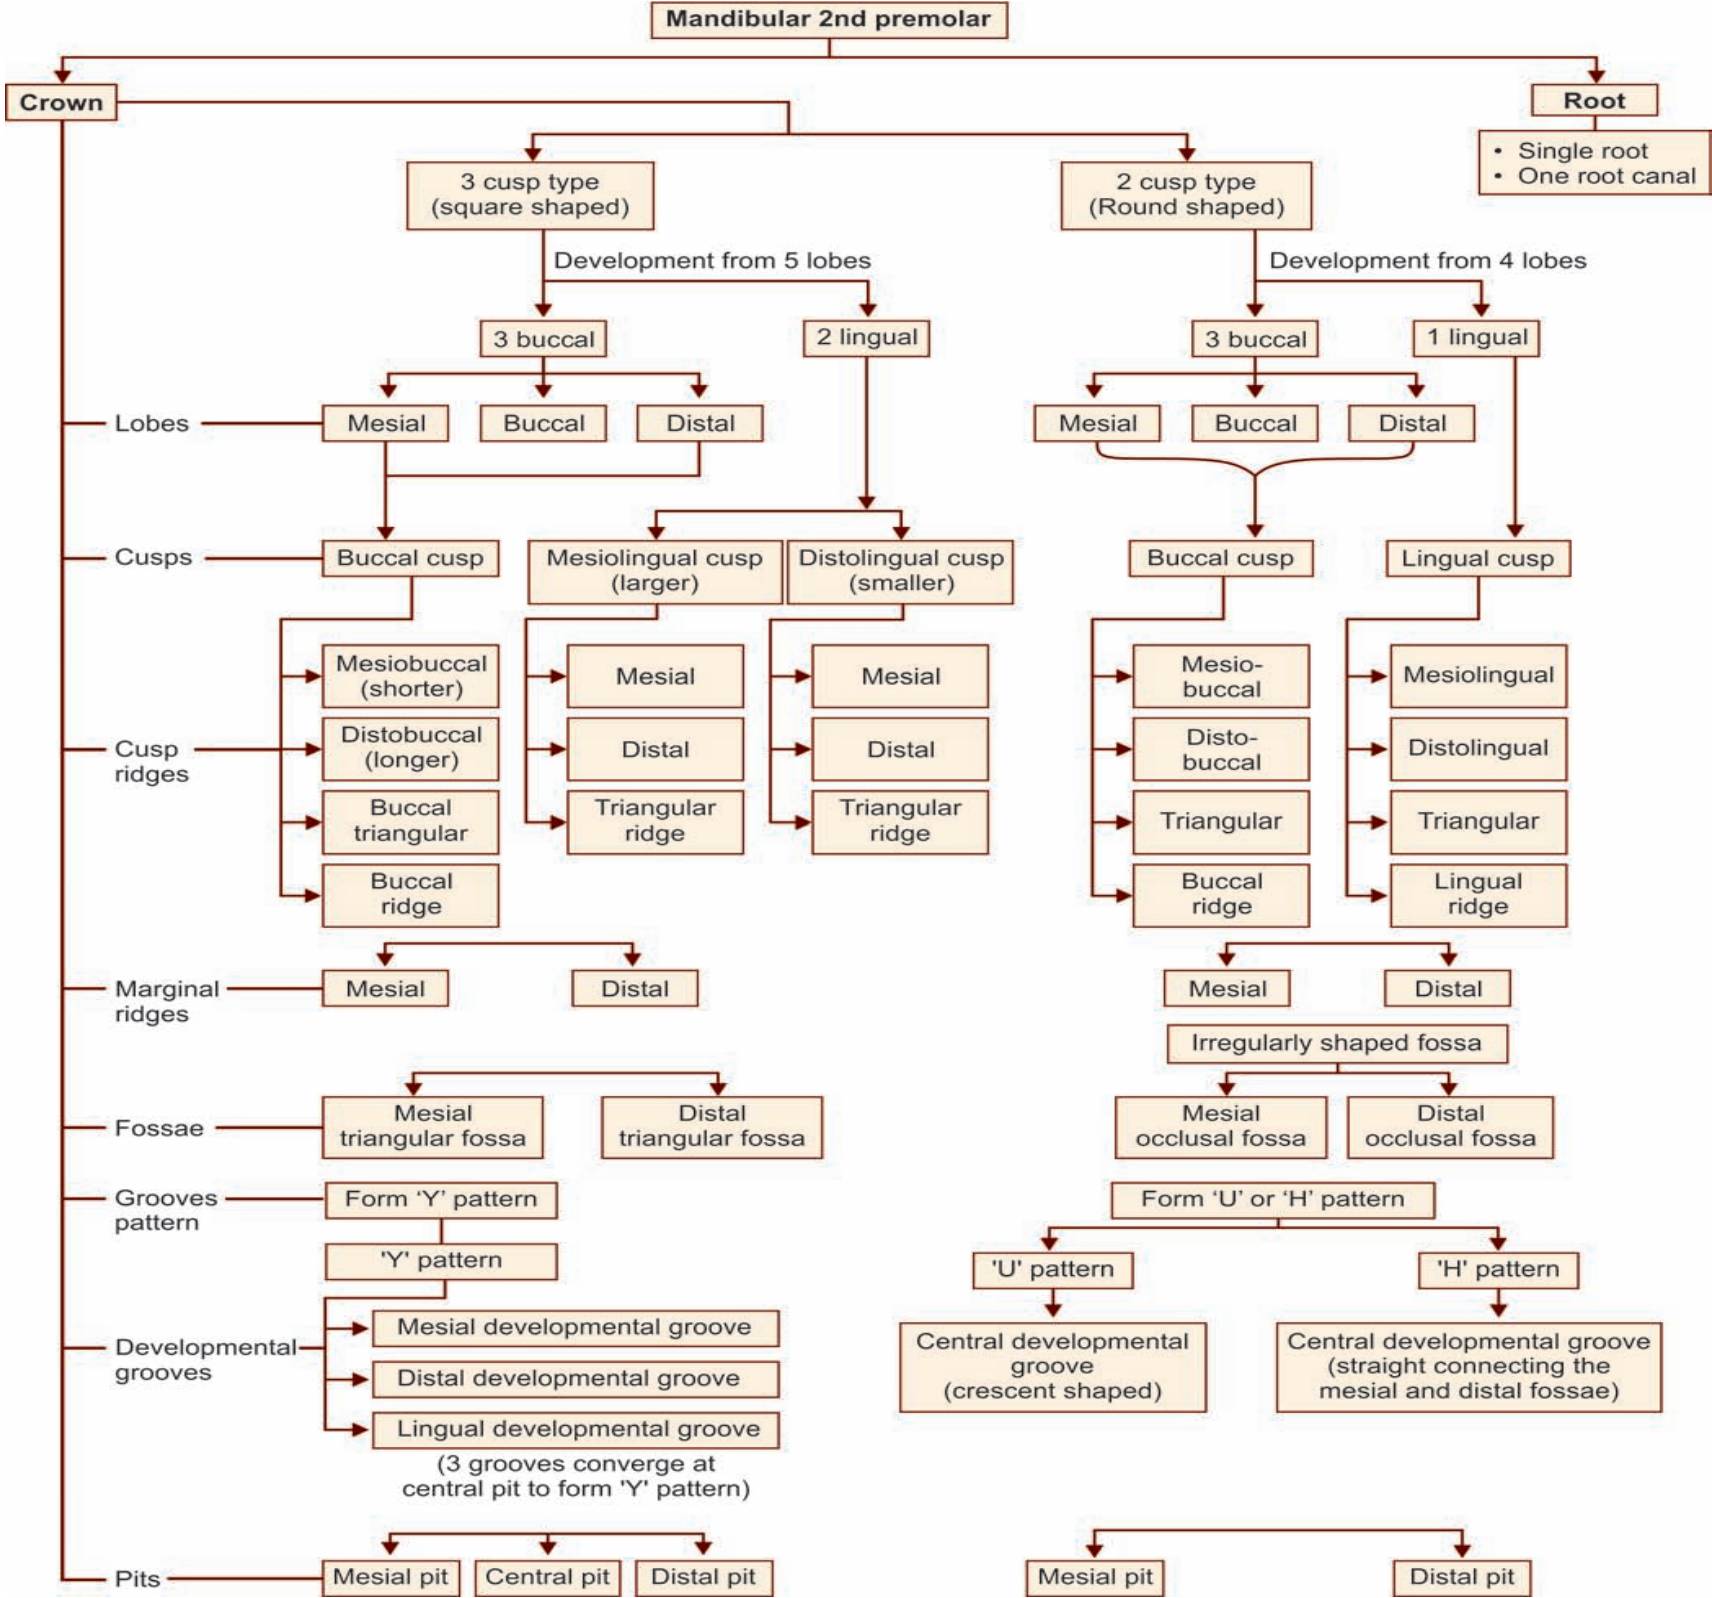 Mandibular 2nd premolar
Crown
Root
• Single root
• One root canal
3 cusp type
(square shaped)
2 cusp type
(Round shaped)
Development from 5 lobes
Development from 4 lobes
3 buccal
2 lingual
3 buccal
1 lingual
Lobes
Mesial
Buccal
Distal
Mesial
Buccal
Distal
Cusps
Buccal cusp
Mesiolingual cusp
(larger)
Distolingual cusp
(smaller)
Buccal cusp
Lingual cusp
Cusp
ridges
Mesiobuccal
(shorter)
Distobuccal
(longer)
Buccal
triangular
Buccal
ridge
Mesial
Distal
Triangular
ridge
Mesial
Distal
Triangular
ridge
Mesio-
buccal
Disto-
buccal
Triangular
Buccal
ridge
Mesiolingual
Distolingual
Triangular
Lingual
ridge
Marginal
ridges
Mesial
Distal
Mesial
Distal
Irregularly shaped fossa
Fossae
Mesial
triangular fossa
Distal
triangular fossa
Mesial
occlusal fossa
Distal
occlusal fossa
Grooves
pattern
Form ‘Y’ pattern
Form ‘U’ or ‘H’ pattern
'Y' pattern
'U' pattern
'H' pattern
Developmental
grooves
Mesial developmental groove
Distal developmental groove
Lingual developmental groove
(3 grooves converge at
central pit to form 'Y' pattern)
Central developmental
groove
(crescent shaped)
Central developmental groove
(straight connecting the
mesial and distal fossae)
Pits
Mesial pit
Central pit
Distal pit
Mesial pit
Distal pit